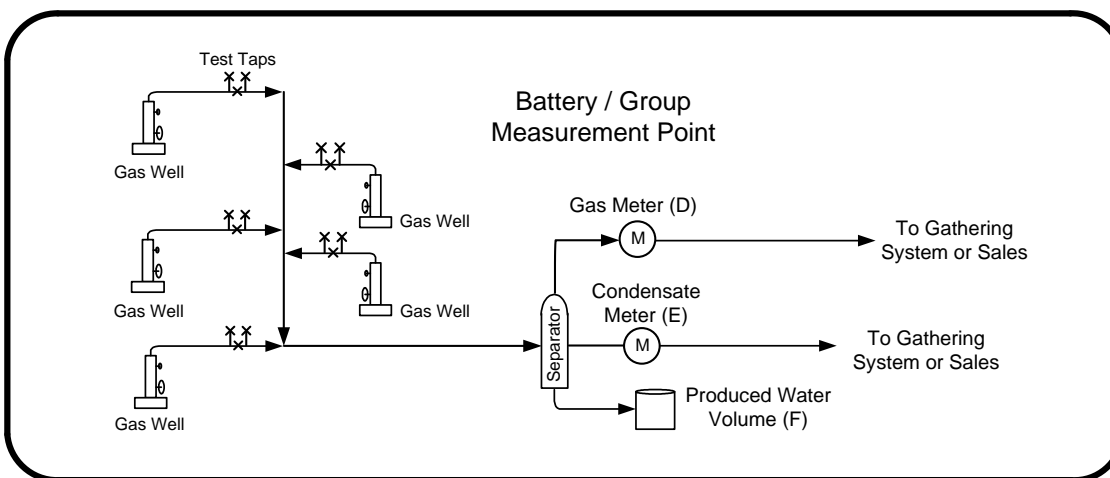 Test Taps
Battery / Group
Measurement Point
Gas Well
Gas Well
Gas Meter (D)
M
To Gathering
System or Sales
Gas Well
Gas Well
Condensate
Meter (E)
M
To Gathering
System or Sales
Separator
Gas Well
Produced Water
Volume (F)